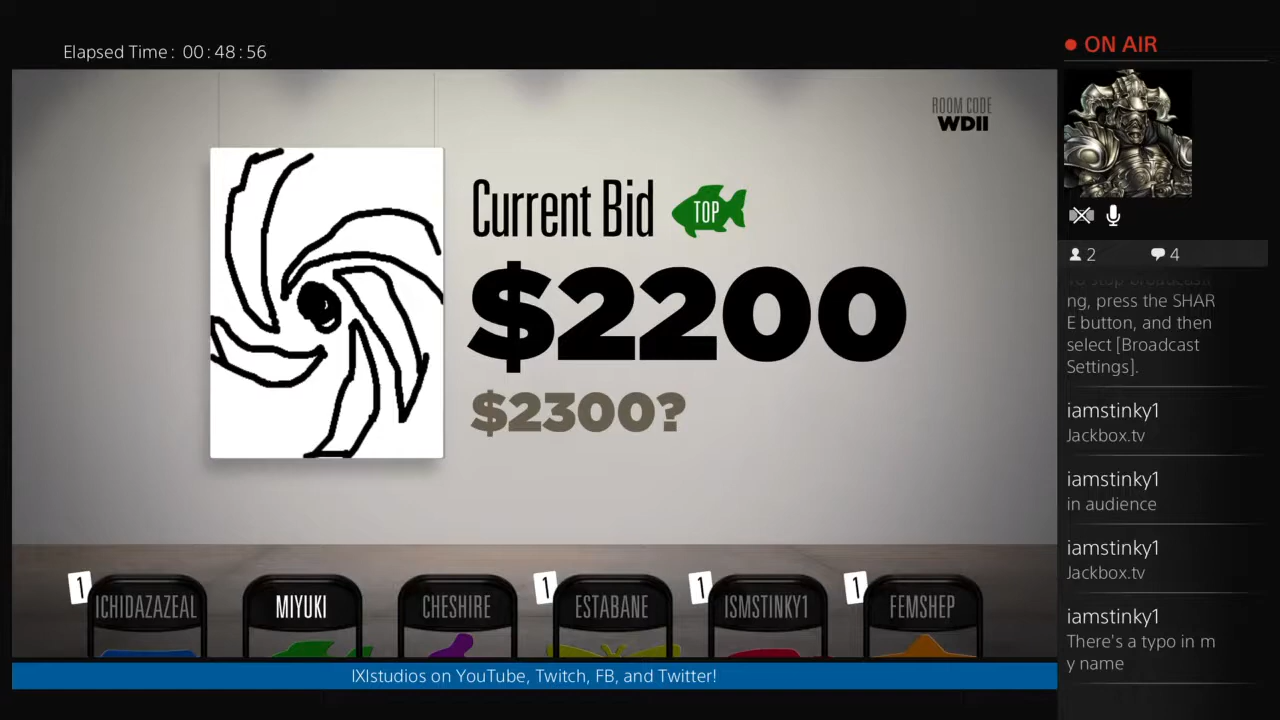 Elapsed Time: 00:48:56
ON AIR
ROOM CODE
WDII
Current Bid
TOP
$2200
$2300?
2
4
To stop broadcasti
ng, press the SHAR
E button, and then
select [Broadcast
Settings].
iamstinky1
Jackbox.tv
iamstinky1
in audience
iamstinky1
Jackbox.tv
iamstinky1
There's a typo in m
y name
1
ICHIDAZAZEAL
MIYUKI
CHESHIRE
1
ESTABANE
1
ISMSTINKY1
1
FEMSHEP
IXIstudios on YouTube, Twitch, FB, and Twitter!